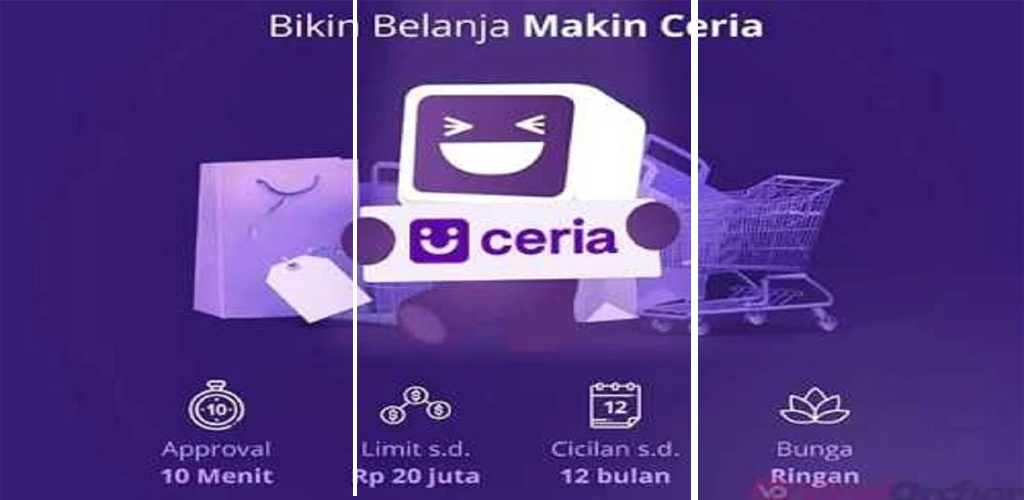 Bikin Belanja Makin Ceria
ceria
10
12
Approval
10 Menit
Limit s.d.
Rp 20 juta
Cicilan s.d.
12 bulan
Bunga
Ringan